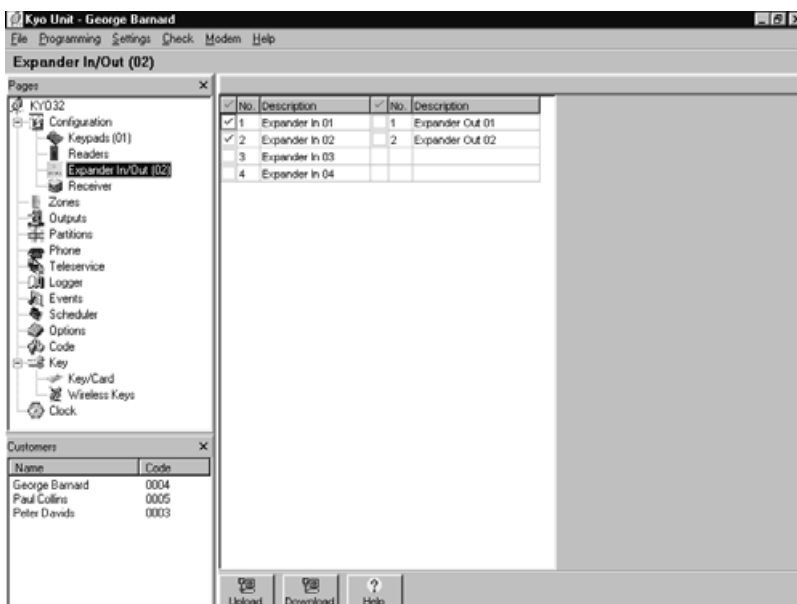 Kyo Unit - George Barnard
File Programming Settings Check Modem Help
Expander In/Out (02)
Pages
KYO32
Configuration
Keypads (01)
Readers
Expander In/Out (02)
Receiver
Zones
Outputs
Partitions
Phone
Teleservice
Logger
Events
Scheduler
Options
Code
Key
Key/Card
Wireless Keys
Clock
Customers
Name Code
George Barnard 0004
Paul Collins 0005
Peter Davids 0003
No. Description No. Description
1 Expander In 01 1 Expander Out 01
2 Expander In 02 2 Expander Out 02
3 Expander In 03
4 Expander In 04
Upload Download Help